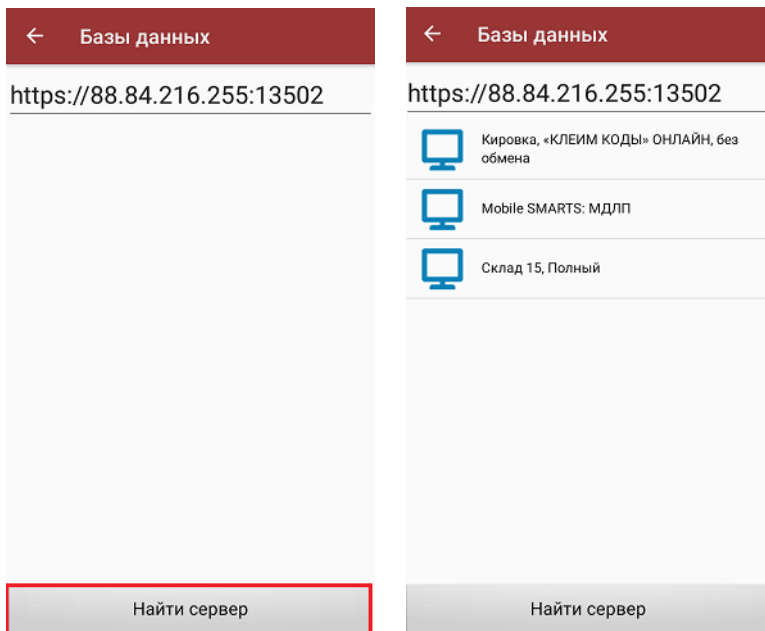 Базы данных
https://88.84.216.255:13502
Найти сервер
Базы данных
https://88.84.216.255:13502
Кировка, «КЛЕИМ КОДЫ» ОНЛАЙН, без
обмена
Mobile SMARTS: МДЛП
Склад 15, Полный
Найти сервер